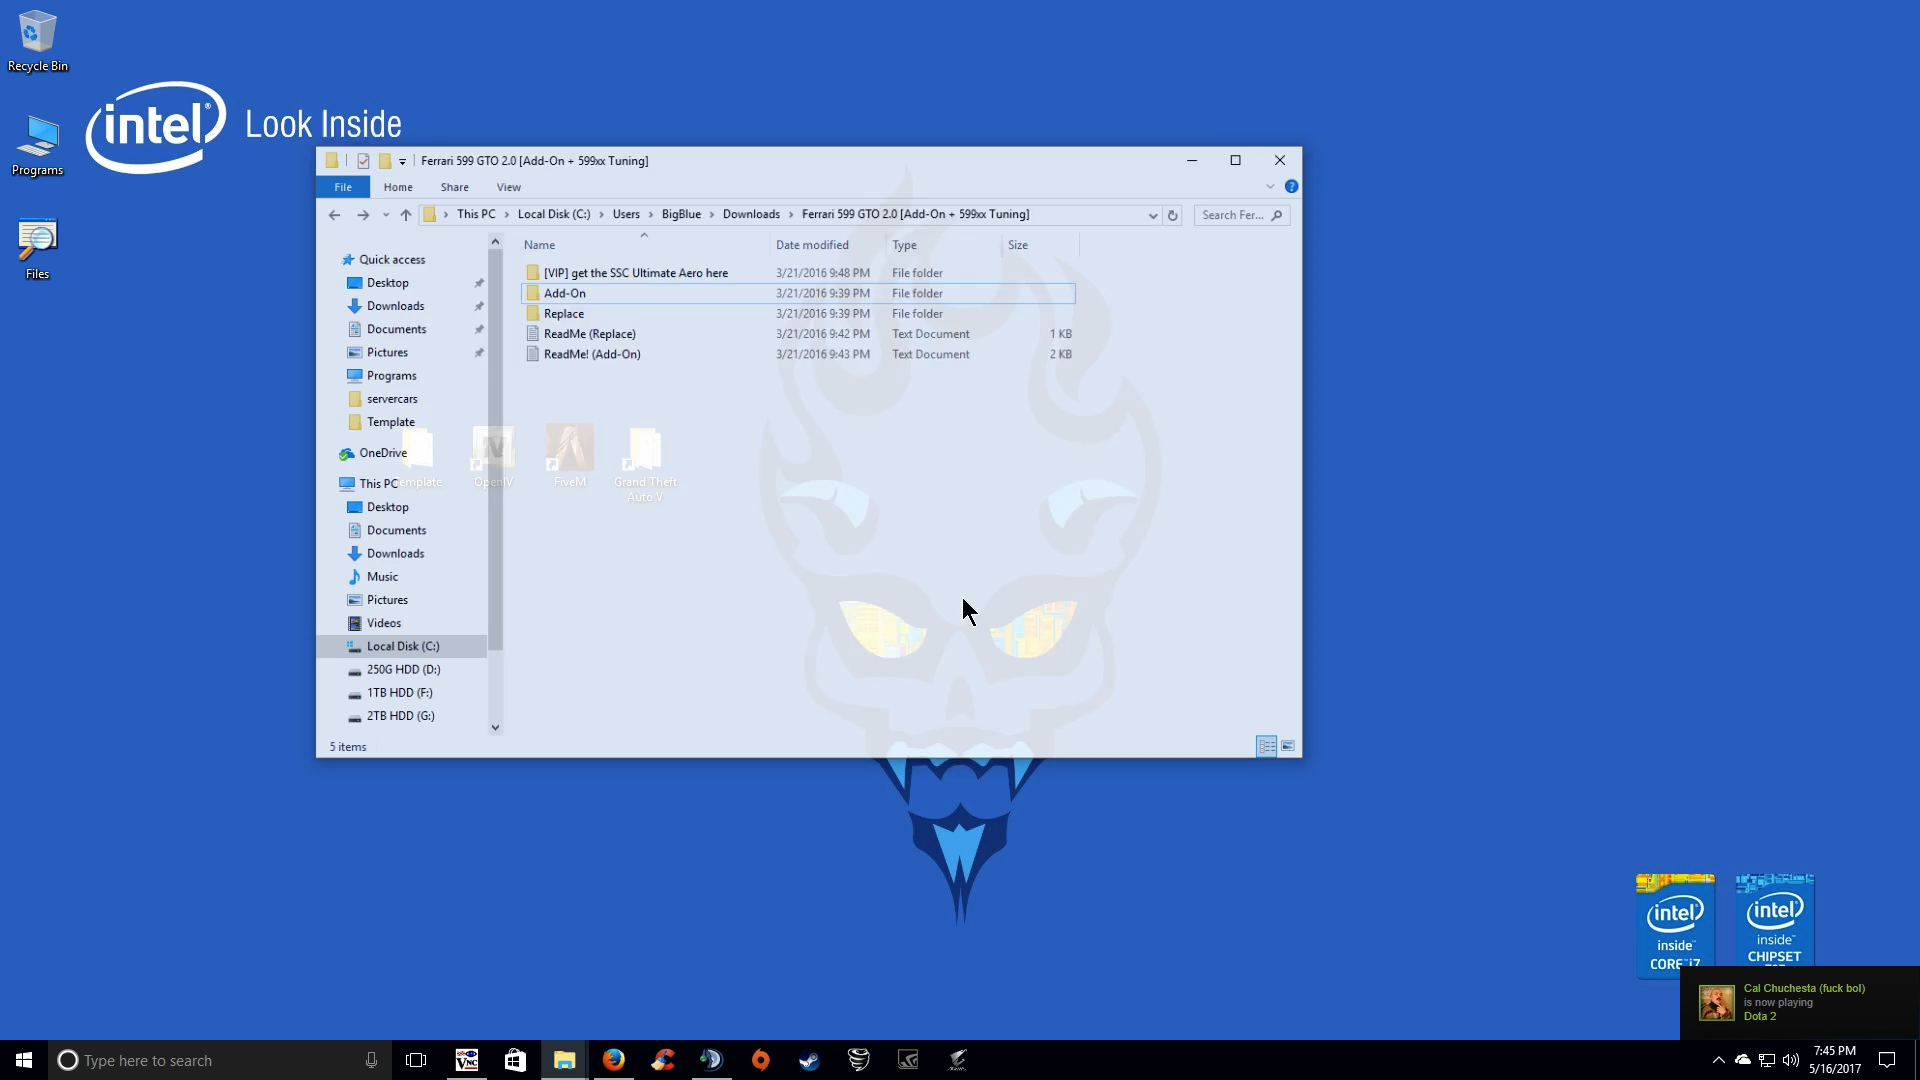 Recycle Bin
Programs
Files
intel
Look Inside
Ferrari 599 GTO 2.0 [Add-On + 599xx Tuning]
File Home Share View
This PC Local Disk (C:) Users BigBlue Downloads Ferrari 599 GTO 2.0 [Add-On + 599xx Tuning]
Search Fer...
Quick access
Desktop
Downloads
Documents
Pictures
Programs
servercars
Template
OneDrive
This PC
Desktop
Documents
Downloads
Music
Pictures
Videos
Local Disk (C:)
250G HDD (D:)
1TB HDD (F:)
2TB HDD (G:)
Name Date modified Type Size
[VIP] get the SSC Ultimate Aero here 3/21/2016 9:48 PM File folder
Add-On 3/21/2016 9:39 PM File folder
Replace 3/21/2016 9:39 PM File folder
ReadMe (Replace) 3/21/2016 9:42 PM Text Document 1 KB
ReadMe! (Add-On) 3/21/2016 9:43 PM Text Document 2 KB
OpenIV
FiveM
Grand Theft
Auto V
5 items
intel
inside™
CORE™ i7
intel
inside™
CHIPSET
Cal Chuchesta (fuck bol)
is now playing
Dota 2
Type here to search
VNC
7:45 PM
5/16/2017